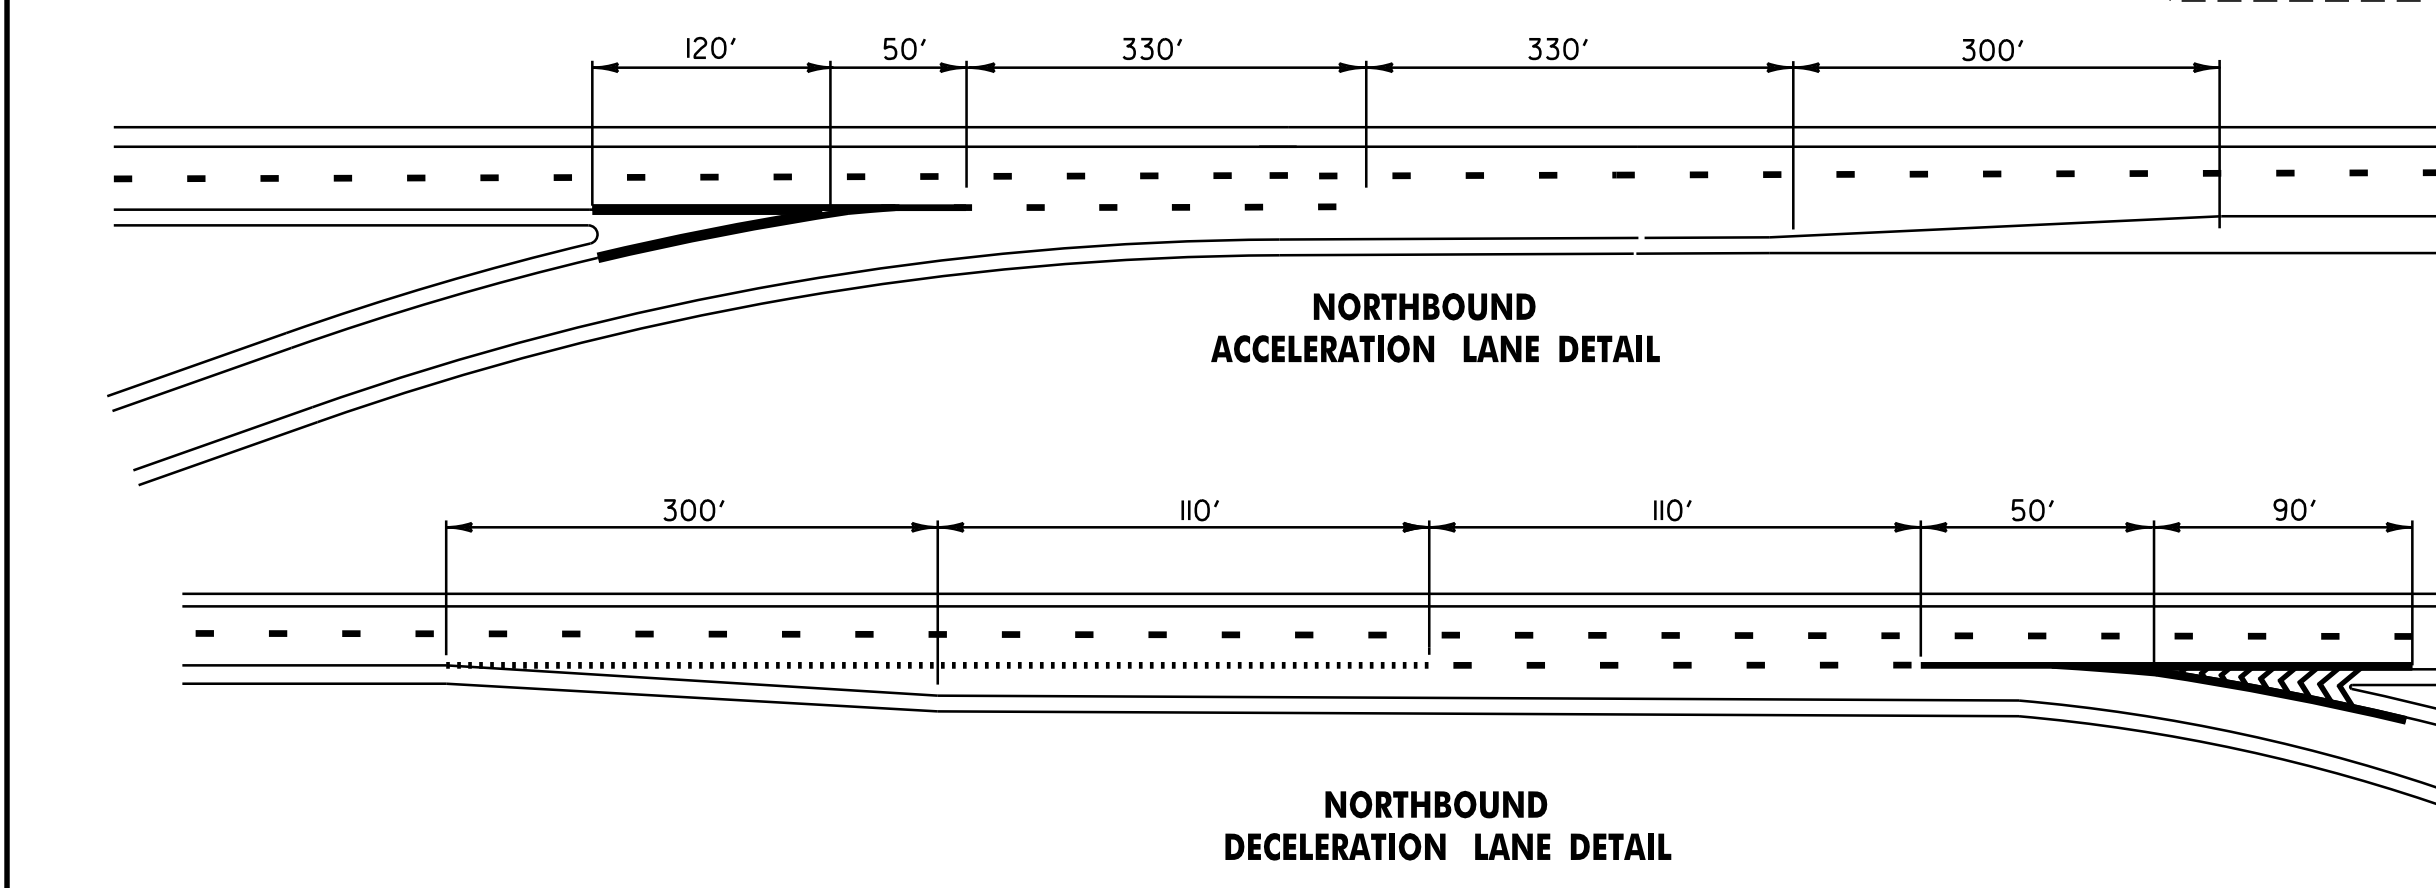 120' 50' 330' 330' 300'
NORTHBOUND
ACCELERATION LANE DETAIL
300' 110' 110' 50' 90'
NORTHBOUND
DECELERATION LANE DETAIL